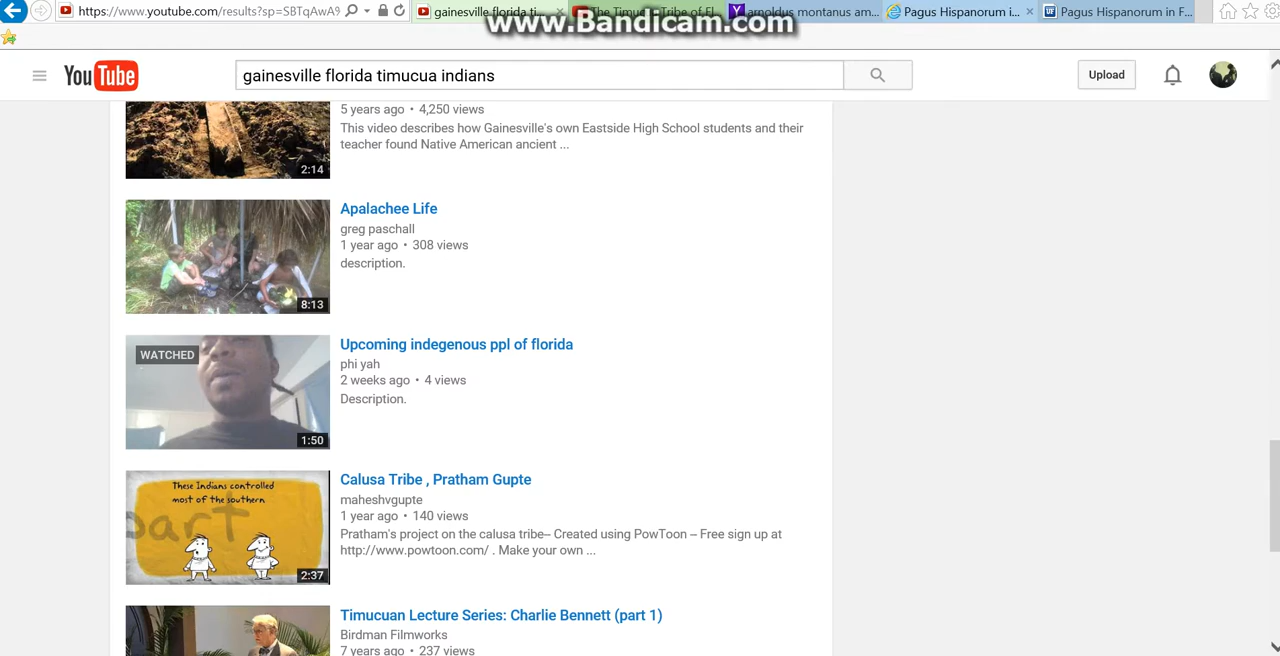 https://www.youtube.com/results?sp=SBTqAwA9
gainesville florida ti...
The Timuc... Tribe of Fl...
arnoldus montanus am...
Pagus Hispanorum i...
Pagus Hispanorum in F...
www.Bandicam.com
YouTube
gainesville florida timucua indians
Upload
5 years ago • 4,250 views
This video describes how Gainesville's own Eastside High School students and their
teacher found Native American ancient ...
2:14
Apalachee Life
greg paschall
1 year ago • 308 views
description.
8:13
WATCHED
Upcoming indegenous ppl of florida
phi yah
2 weeks ago • 4 views
Description.
1:50
These Indians controlled
most of the southern
part
Calusa Tribe , Pratham Gupte
maheshvgupte
1 year ago • 140 views
Pratham's project on the calusa tribe-- Created using PowToon -- Free sign up at
http://www.powtoon.com/ . Make your own ...
2:37
Timucuan Lecture Series: Charlie Bennett (part 1)
Birdman Filmworks
7 years ago • 237 views